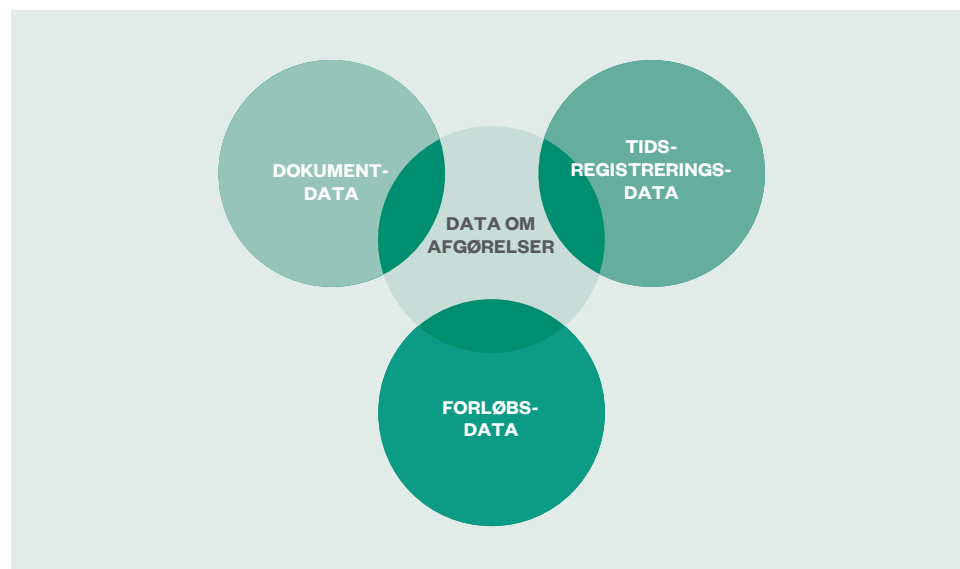 DOKUMENT-
DATA
TIDS-
REGISTRERINGS-
DATA
DATA OM
AFGØRELSER
FORLØBS-
DATA